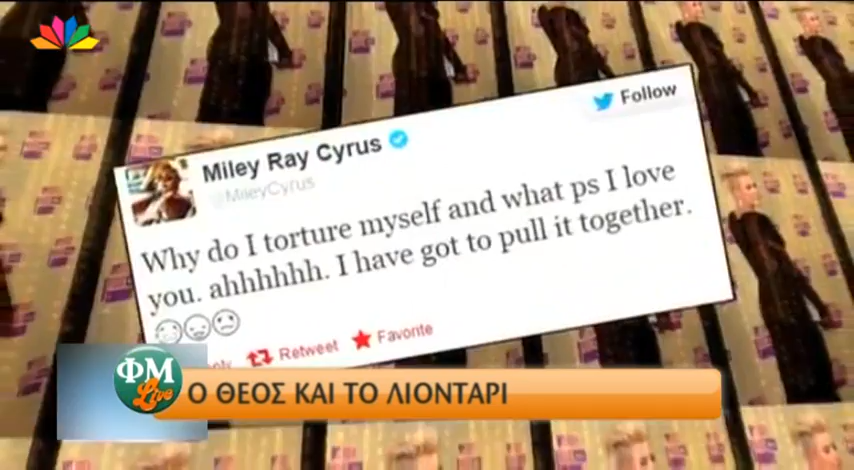 Follow
Miley Ray Cyrus
@MileyCyrus
Why do I torture myself and what ps I love
you. ahhhhhh. I have got to pull it together.
Retweet Favorite
ΦΜ
Live
Ο ΘΕΟΣ ΚΑΙ ΤΟ ΛΙΟΝΤΑΡΙ